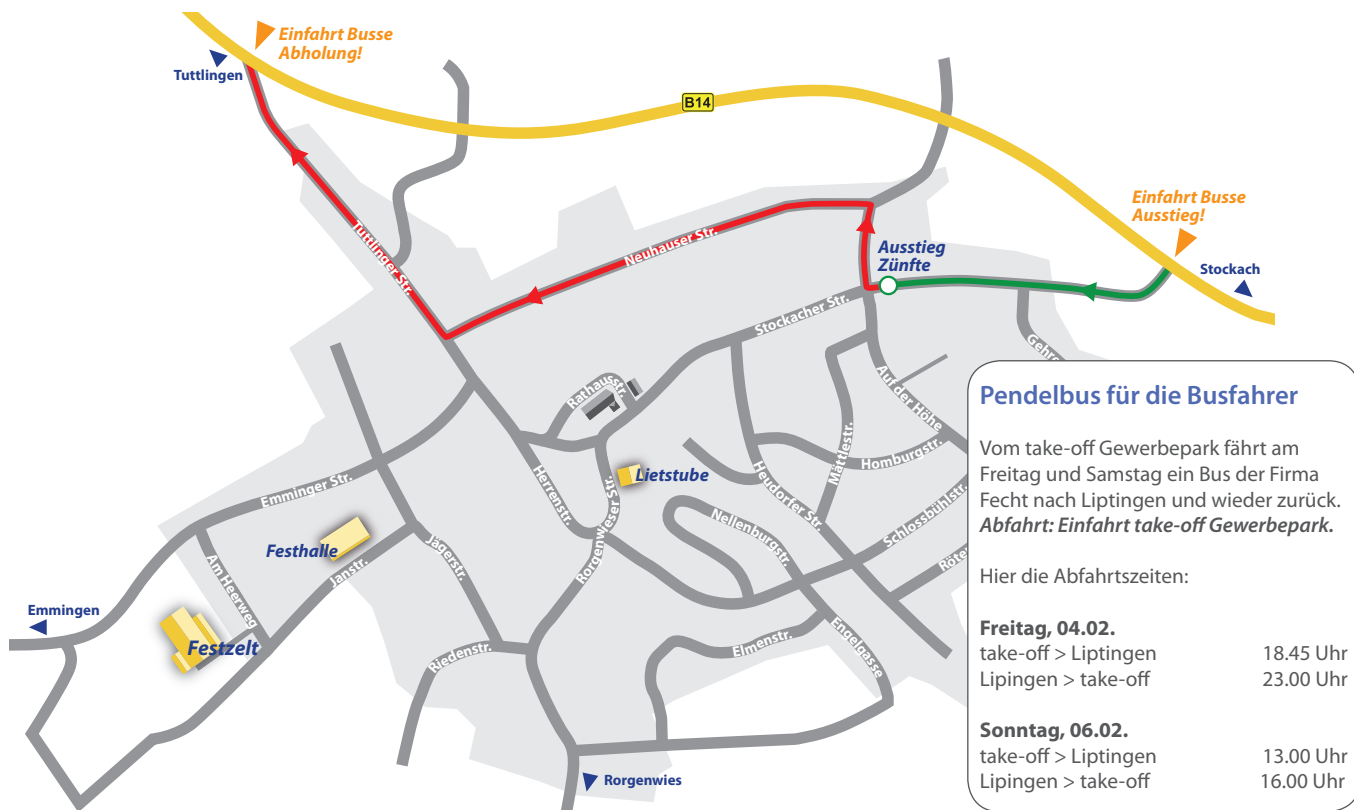 Einfahrt Busse
Abholung!
Tuttlingen
B14
Einfahrt Busse
Ausstieg!
Stockach
Ausstieg
Zünfte
Tuttlinger Str.
Neuhauser Str.
Stockacher Str.
Rathausstr.
Auf der Höhe
Mättlestr.
Homburgstr.
Lietstube
Herrenstr.
Rorgenwieser Str.
Heudorfer Str.
Nellenburgstr.
Schlossbühlstr.
Emminger Str.
Festhalle
Janstr.
Jägerstr.
Am Heerweg
Emmingen
Festzelt
Riedenstr.
Elmenstr.
Engelgasse
Rorgenwies
Pendelbus für die Busfahrer
Vom take-off Gewerbepark fährt am
Freitag und Samstag ein Bus der Firma
Fecht nach Liptingen und wieder zurück.
Abfahrt: Einfahrt take-off Gewerbepark.
Hier die Abfahrtszeiten:
Freitag, 04.02.
take-off > Liptingen 18.45 Uhr
Lipingen > take-off 23.00 Uhr
Sonntag, 06.02.
take-off > Liptingen 13.00 Uhr
Lipingen > take-off 16.00 Uhr